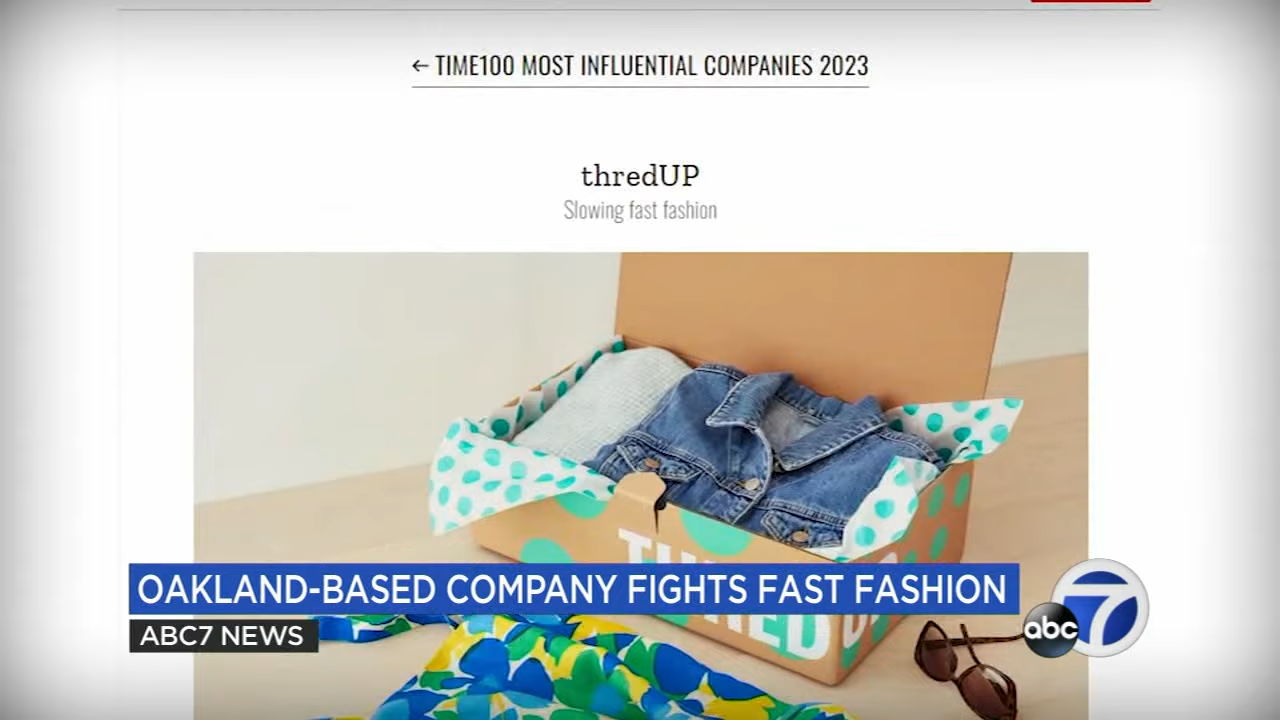 ← TIME100 MOST INFLUENTIAL COMPANIES 2023
thredUP
Slowing fast fashion
OAKLAND-BASED COMPANY FIGHTS FAST FASHION
ABC7 NEWS
abc 7